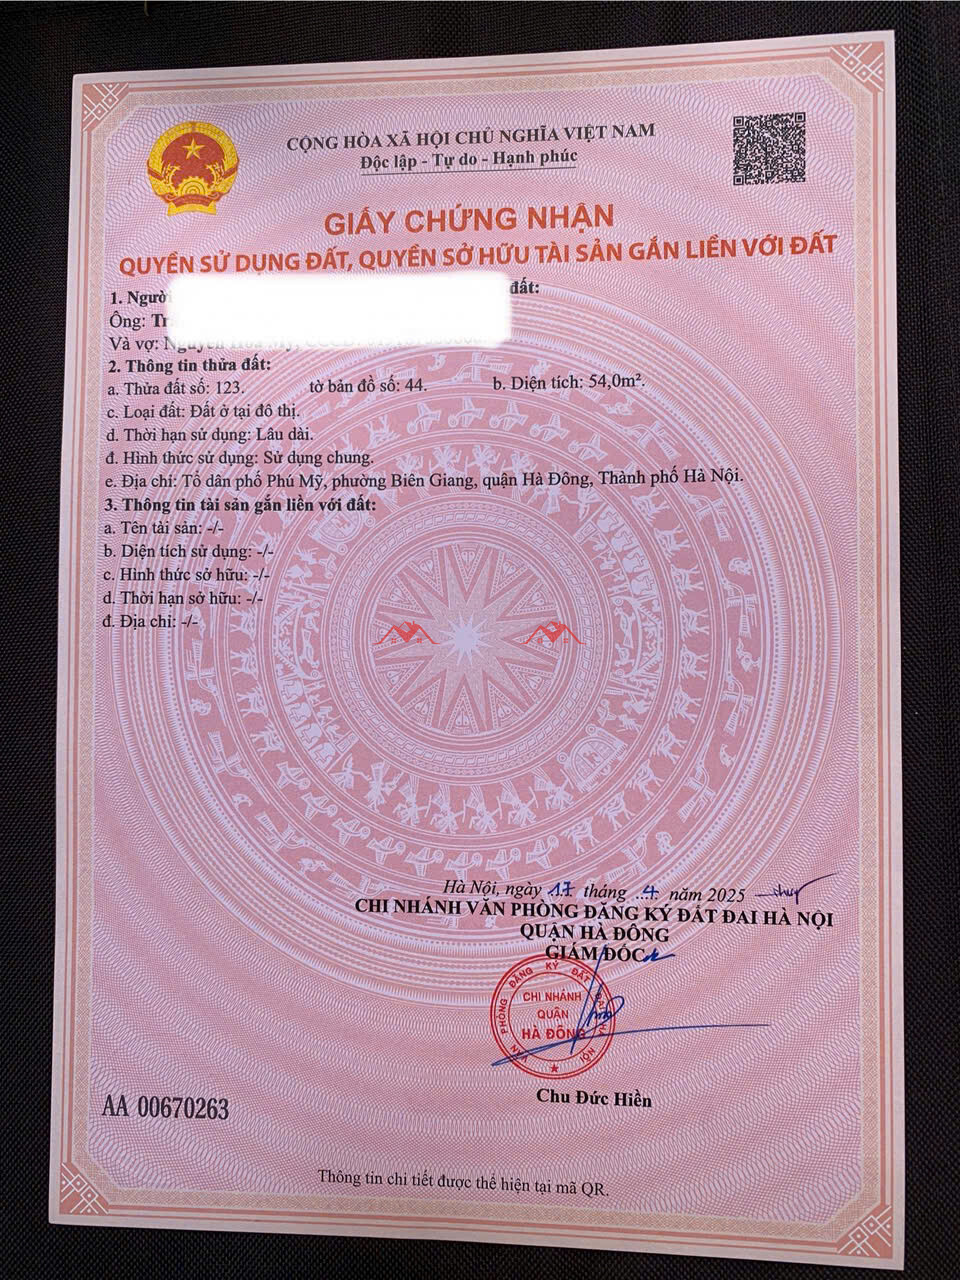 CỘNG HÒA XÃ HỘI CHỦ NGHĨA VIỆT NAM
Độc lập - Tự do - Hạnh phúc
GIẤY CHỨNG NHẬN
QUYỀN SỬ DỤNG ĐẤT, QUYỀN SỞ HỮU TÀI SẢN GẮN LIỀN VỚI ĐẤT
1. Người đất:
Ông:
Và vợ:
2. Thông tin thửa đất:
a. Thửa đất số: 123. tờ bản đồ số: 44. b. Diện tích: 54,0m².
c. Loại đất: Đất ở tại đô thị.
d. Thời hạn sử dụng: Lâu dài.
đ. Hình thức sử dụng: Sử dụng chung.
e. Địa chỉ: Tổ dân phố Phú Mỹ, phường Biên Giang, quận Hà Đông, Thành phố Hà Nội.
3. Thông tin tài sản gắn liền với đất:
a. Tên tài sản: -/-
b. Diện tích sử dụng: -/-
c. Hình thức sở hữu: -/-
d. Thời hạn sở hữu: -/-
đ. Địa chỉ: -/-
Hà Nội, ngày 17 tháng 4 năm 2025
CHI NHÁNH VĂN PHÒNG ĐĂNG KÝ ĐẤT ĐAI HÀ NỘI
QUẬN HÀ ĐÔNG
GIÁM ĐỐC
VĂN PHÒNG ĐĂNG KÝ ĐẤT ĐAI HÀ NỘI
CHI NHÁNH
QUẬN
HÀ ĐÔNG
Chu Đức Hiền
AA 00670263
Thông tin chi tiết được thể hiện tại mã QR.